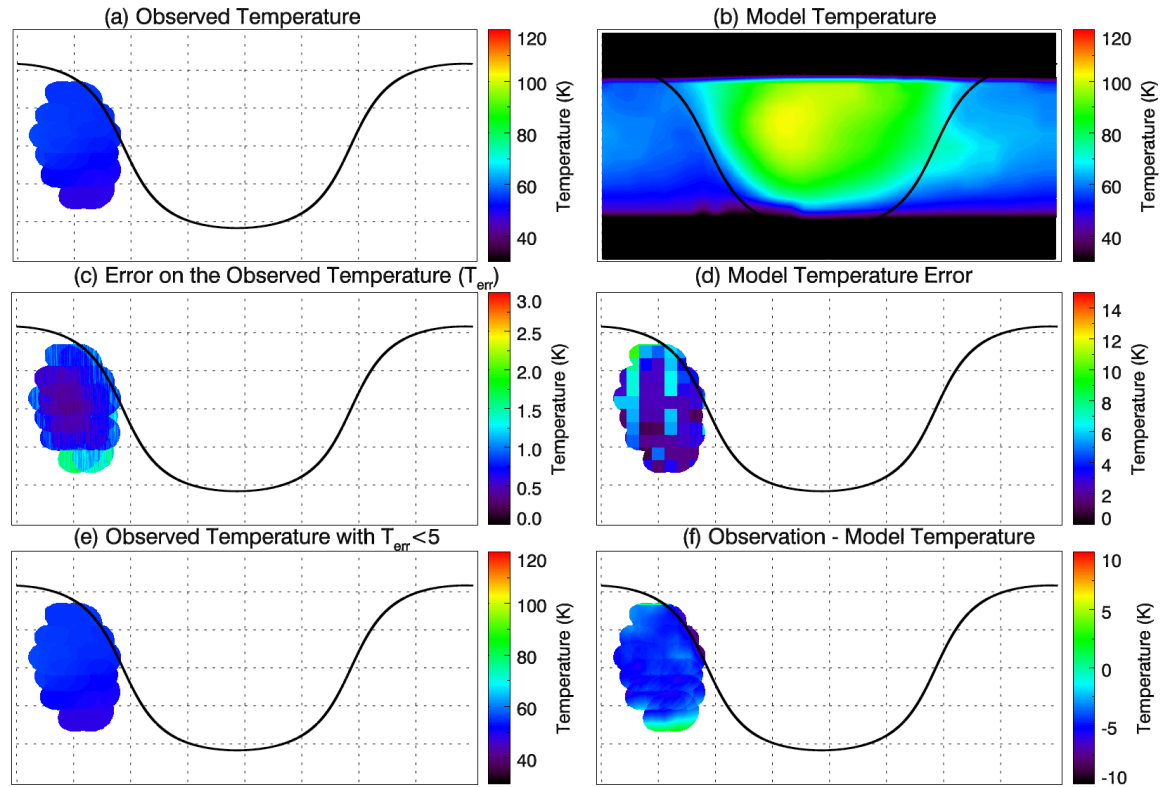 (a) Observed Temperature
120
100
80
60
40
Temperature (K)
(b) Model Temperature
120
100
80
60
40
Temperature (K)
(c) Error on the Observed Temperature (T_err)
3.0
2.5
2.0
1.5
1.0
0.5
0.0
Temperature (K)
(d) Model Temperature Error
14
12
10
8
6
4
2
0
Temperature (K)
(e) Observed Temperature with T_err<5
120
100
80
60
40
Temperature (K)
(f) Observation - Model Temperature
10
5
0
-5
-10
Temperature (K)